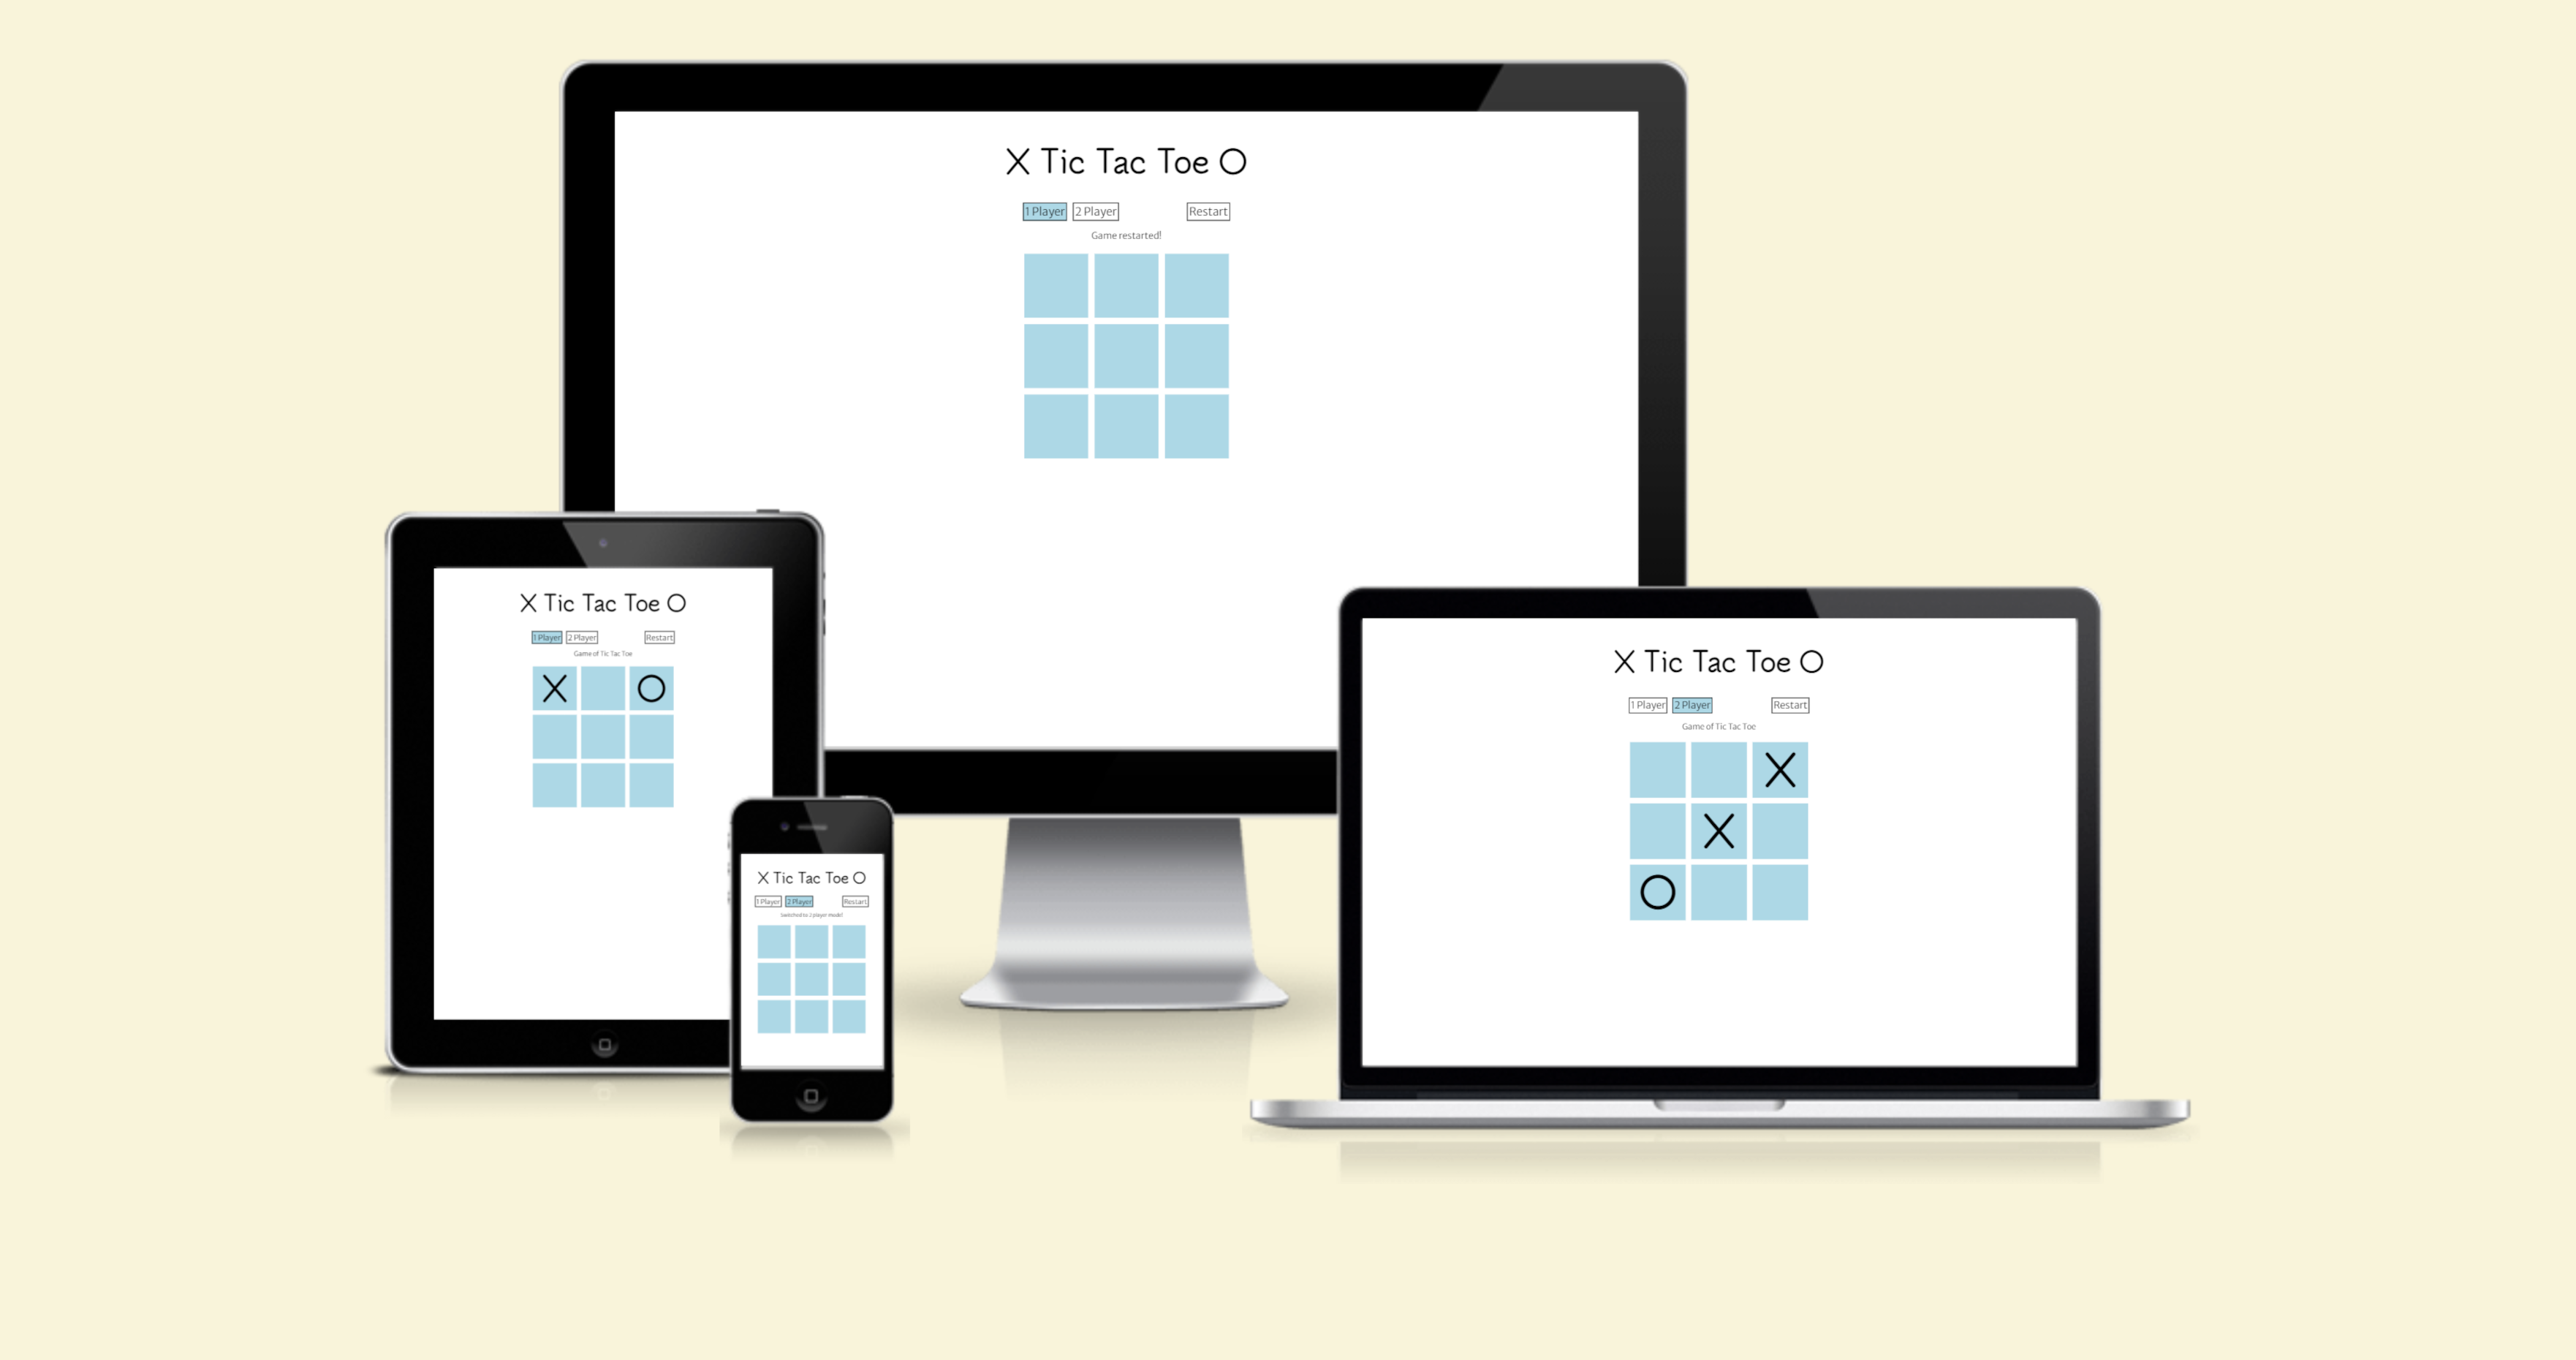 X Tic Tac Toe O
1 Player 2 Player Restart
Game restarted!
X Tic Tac Toe O
1 Player 2 Player Restart
Game of Tic Tac Toe
X O
X Tic Tac Toe O
1 Player 2 Player Restart
Switched to 2 player mode!
X Tic Tac Toe O
1 Player 2 Player Restart
Game of Tic Tac Toe
X
X
O